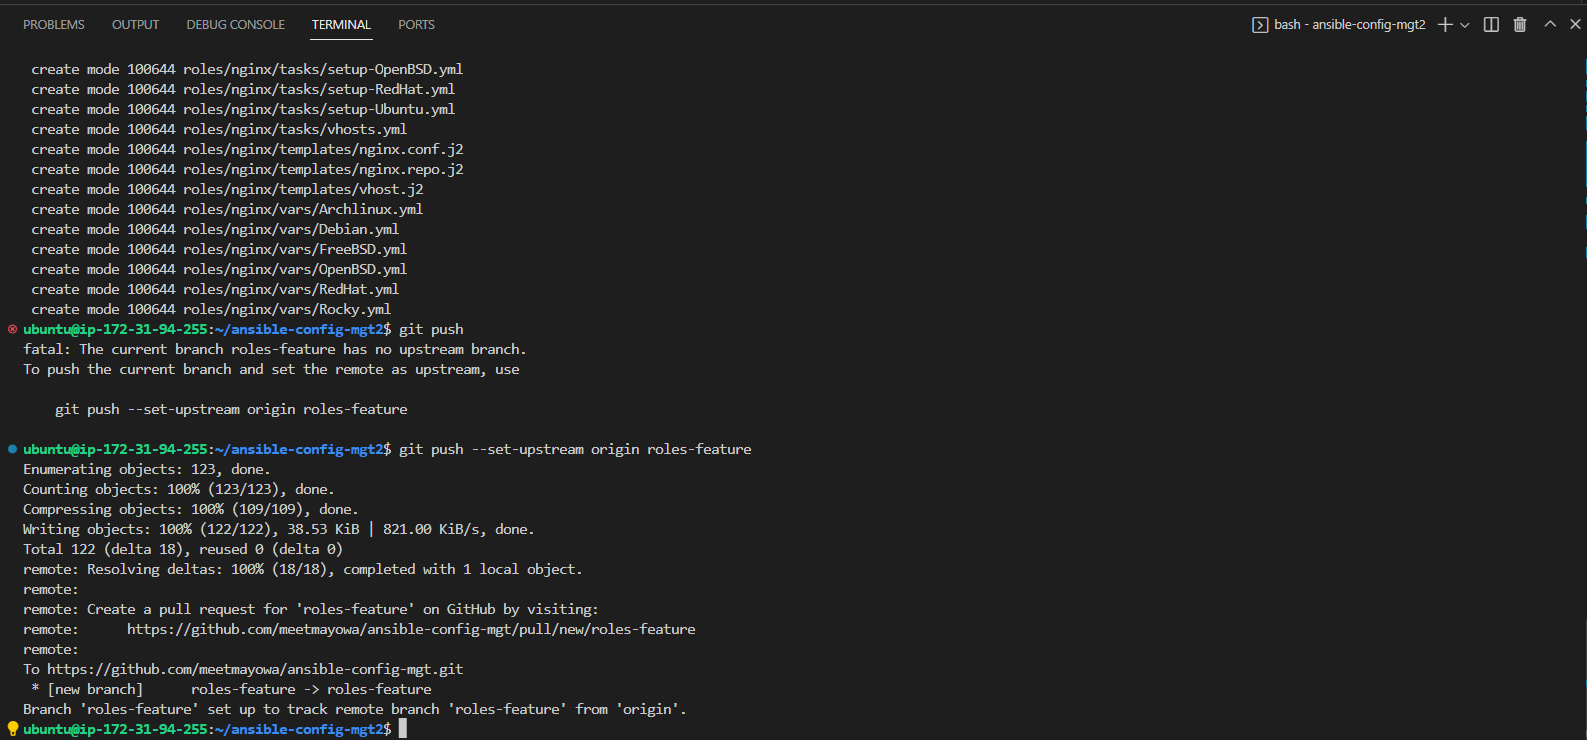 PROBLEMS OUTPUT DEBUG CONSOLE TERMINAL PORTS bash - ansible-config-mgt2
create mode 100644 roles/nginx/tasks/setup-OpenBSD.yml
create mode 100644 roles/nginx/tasks/setup-RedHat.yml
create mode 100644 roles/nginx/tasks/setup-Ubuntu.yml
create mode 100644 roles/nginx/tasks/vhosts.yml
create mode 100644 roles/nginx/templates/nginx.conf.j2
create mode 100644 roles/nginx/templates/nginx.repo.j2
create mode 100644 roles/nginx/templates/vhost.j2
create mode 100644 roles/nginx/vars/Archlinux.yml
create mode 100644 roles/nginx/vars/Debian.yml
create mode 100644 roles/nginx/vars/FreeBSD.yml
create mode 100644 roles/nginx/vars/OpenBSD.yml
create mode 100644 roles/nginx/vars/RedHat.yml
create mode 100644 roles/nginx/vars/Rocky.yml
ubuntu@ip-172-31-94-255:~/ansible-config-mgt2$ git push
fatal: The current branch roles-feature has no upstream branch.
To push the current branch and set the remote as upstream, use
git push --set-upstream origin roles-feature
ubuntu@ip-172-31-94-255:~/ansible-config-mgt2$ git push --set-upstream origin roles-feature
Enumerating objects: 123, done.
Counting objects: 100% (123/123), done.
Compressing objects: 100% (109/109), done.
Writing objects: 100% (122/122), 38.53 KiB | 821.00 KiB/s, done.
Total 122 (delta 18), reused 0 (delta 0)
remote: Resolving deltas: 100% (18/18), completed with 1 local object.
remote:
remote: Create a pull request for 'roles-feature' on GitHub by visiting:
remote:      https://github.com/meetmayowa/ansible-config-mgt/pull/new/roles-feature
remote:
To https://github.com/meetmayowa/ansible-config-mgt.git
* [new branch]      roles-feature -> roles-feature
Branch 'roles-feature' set up to track remote branch 'roles-feature' from 'origin'.
ubuntu@ip-172-31-94-255:~/ansible-config-mgt2$